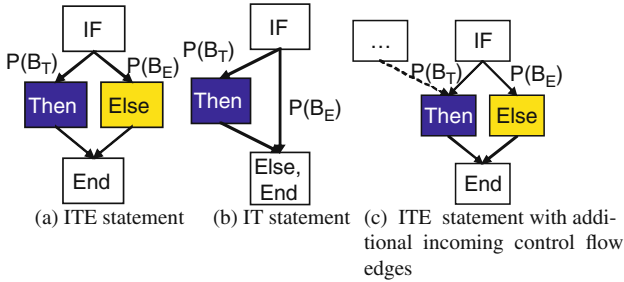 IF
P(B_T)
P(B_E)
Then
Else
End
(a) ITE statement
IF
P(B_T)
Then
P(B_E)
Else,
End
(b) IT statement
...
IF
P(B_T)
P(B_E)
Then
Else
End
(c) ITE statement with addi-
tional incoming control flow
edges